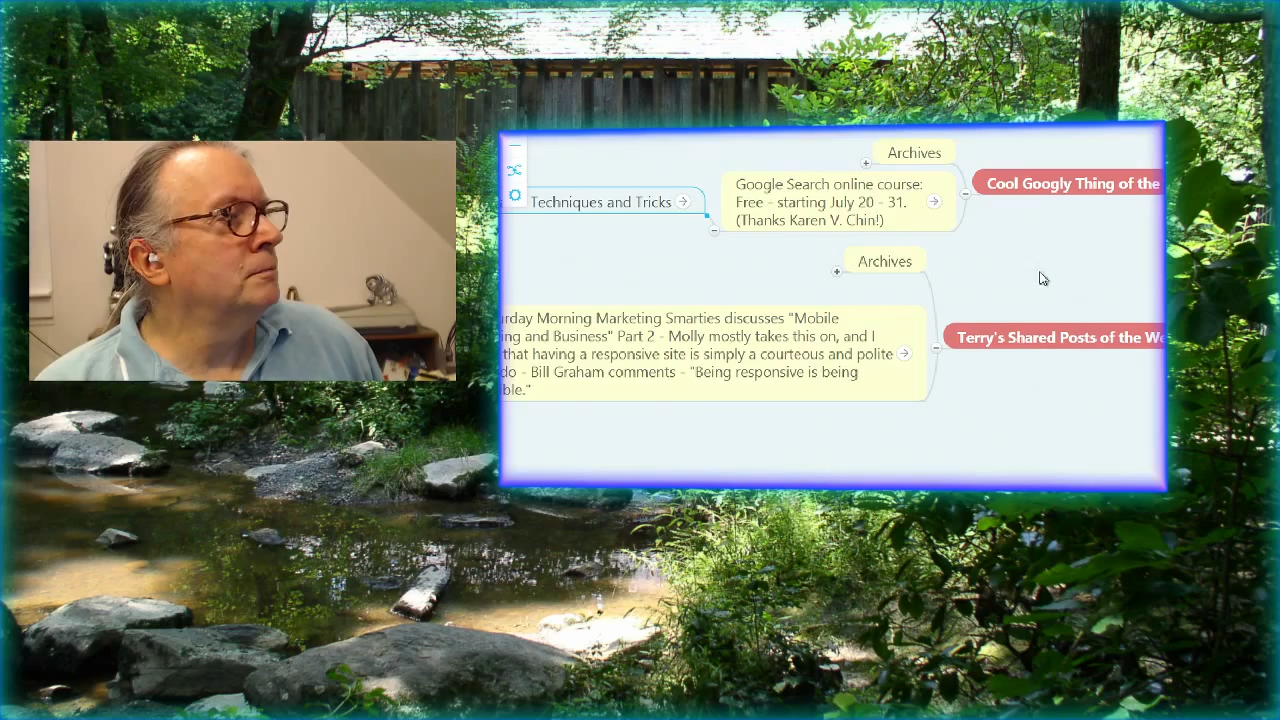 Archives
Cool Googly Thing of the
Google Search online course:
Free - starting July 20 - 31.
(Thanks Karen V. Chin!)
Techniques and Tricks
Archives
Terry's Shared Posts of the
Saturday Morning Marketing Smarties discusses "Mobile
ing and Business" Part 2 - Molly mostly takes this on, and I
that having a responsive site is simply a courteous and polite
do - Bill Graham comments - "Being responsive is being
ble."